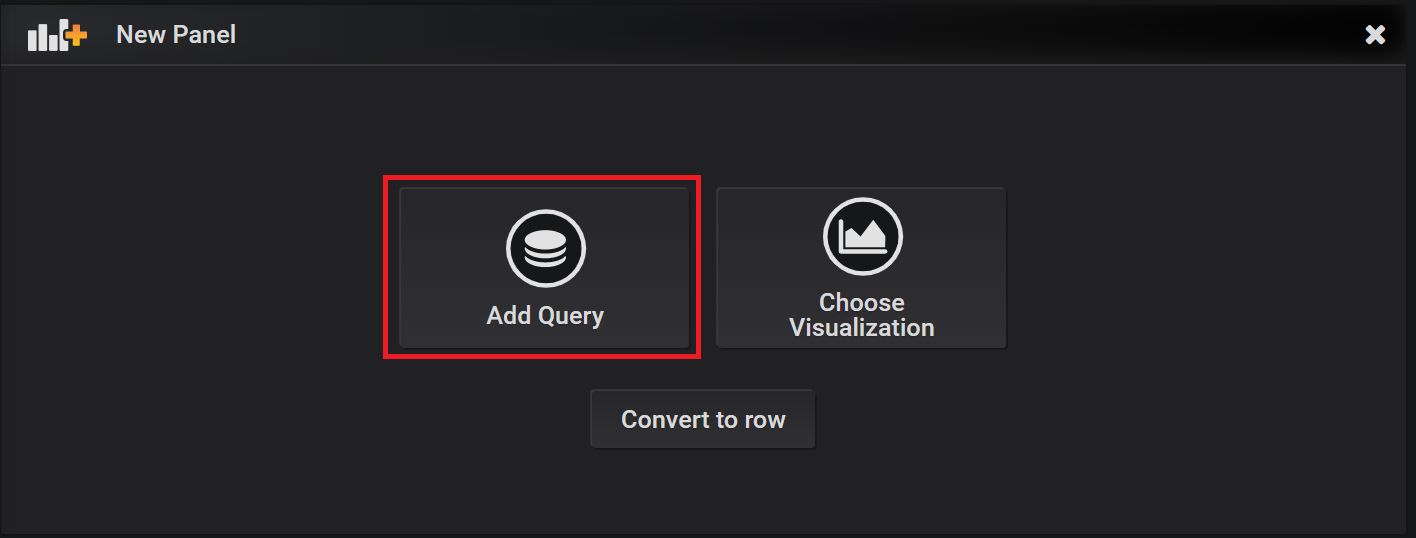 New Panel
Add Query
Choose
Visualization
Convert to row